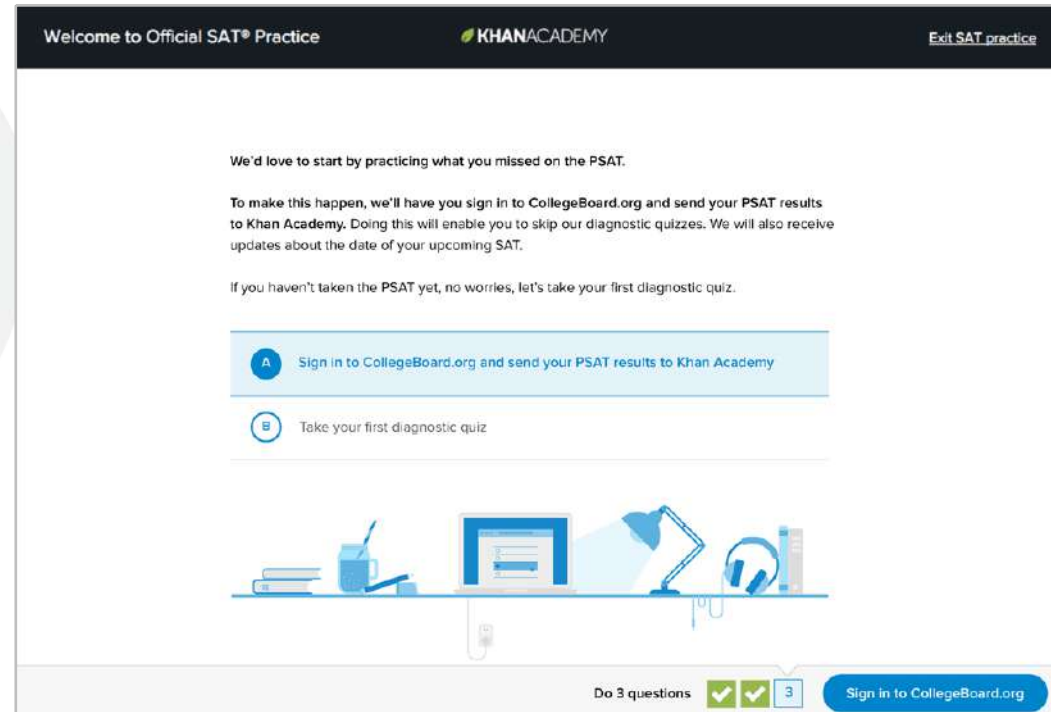 Welcome to Official SAT® Practice
KHANACADEMY
Exit SAT practice
We'd love to start by practicing what you missed on the PSAT.
To make this happen, we'll have you sign in to CollegeBoard.org and send your PSAT results
to Khan Academy. Doing this will enable you to skip our diagnostic quizzes. We will also receive
updates about the date of your upcoming SAT.
If you haven't taken the PSAT yet, no worries, let's take your first diagnostic quiz.
A Sign in to CollegeBoard.org and send your PSAT results to Khan Academy
B Take your first diagnostic quiz
Do 3 questions 3 Sign in to CollegeBoard.org